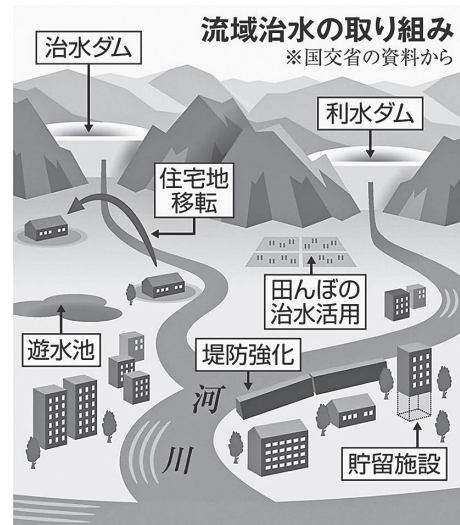 流域治水の取り組み
※国交省の資料から
治水ダム
利水ダム
住宅地
移転
田んぼの
治水活用
遊水池
堤防強化
河
川
貯留施設